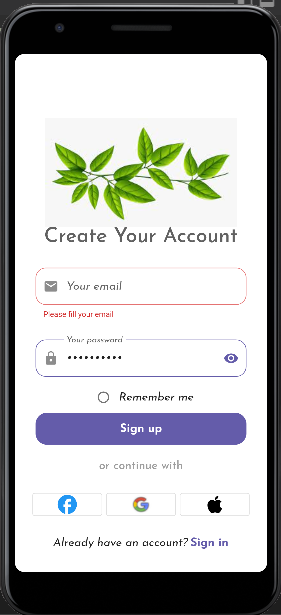 Create Your Account
Your email
Please fill your email
Your password
••••••••••
Remember me
Sign up
or continue with
Already have an account? Sign in